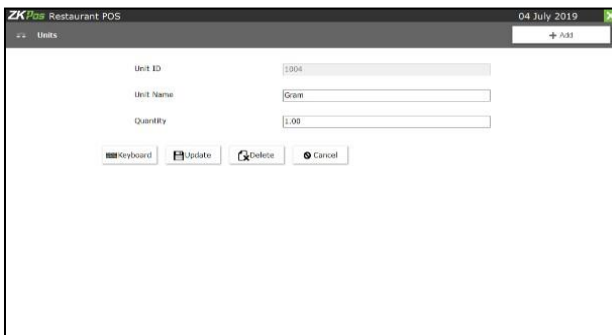 ZKPos Restaurant POS 04 July 2019
Units + Add
Unit ID 1004
Unit Name Gram
Quantity 1.00
Keyboard Update Delete Cancel